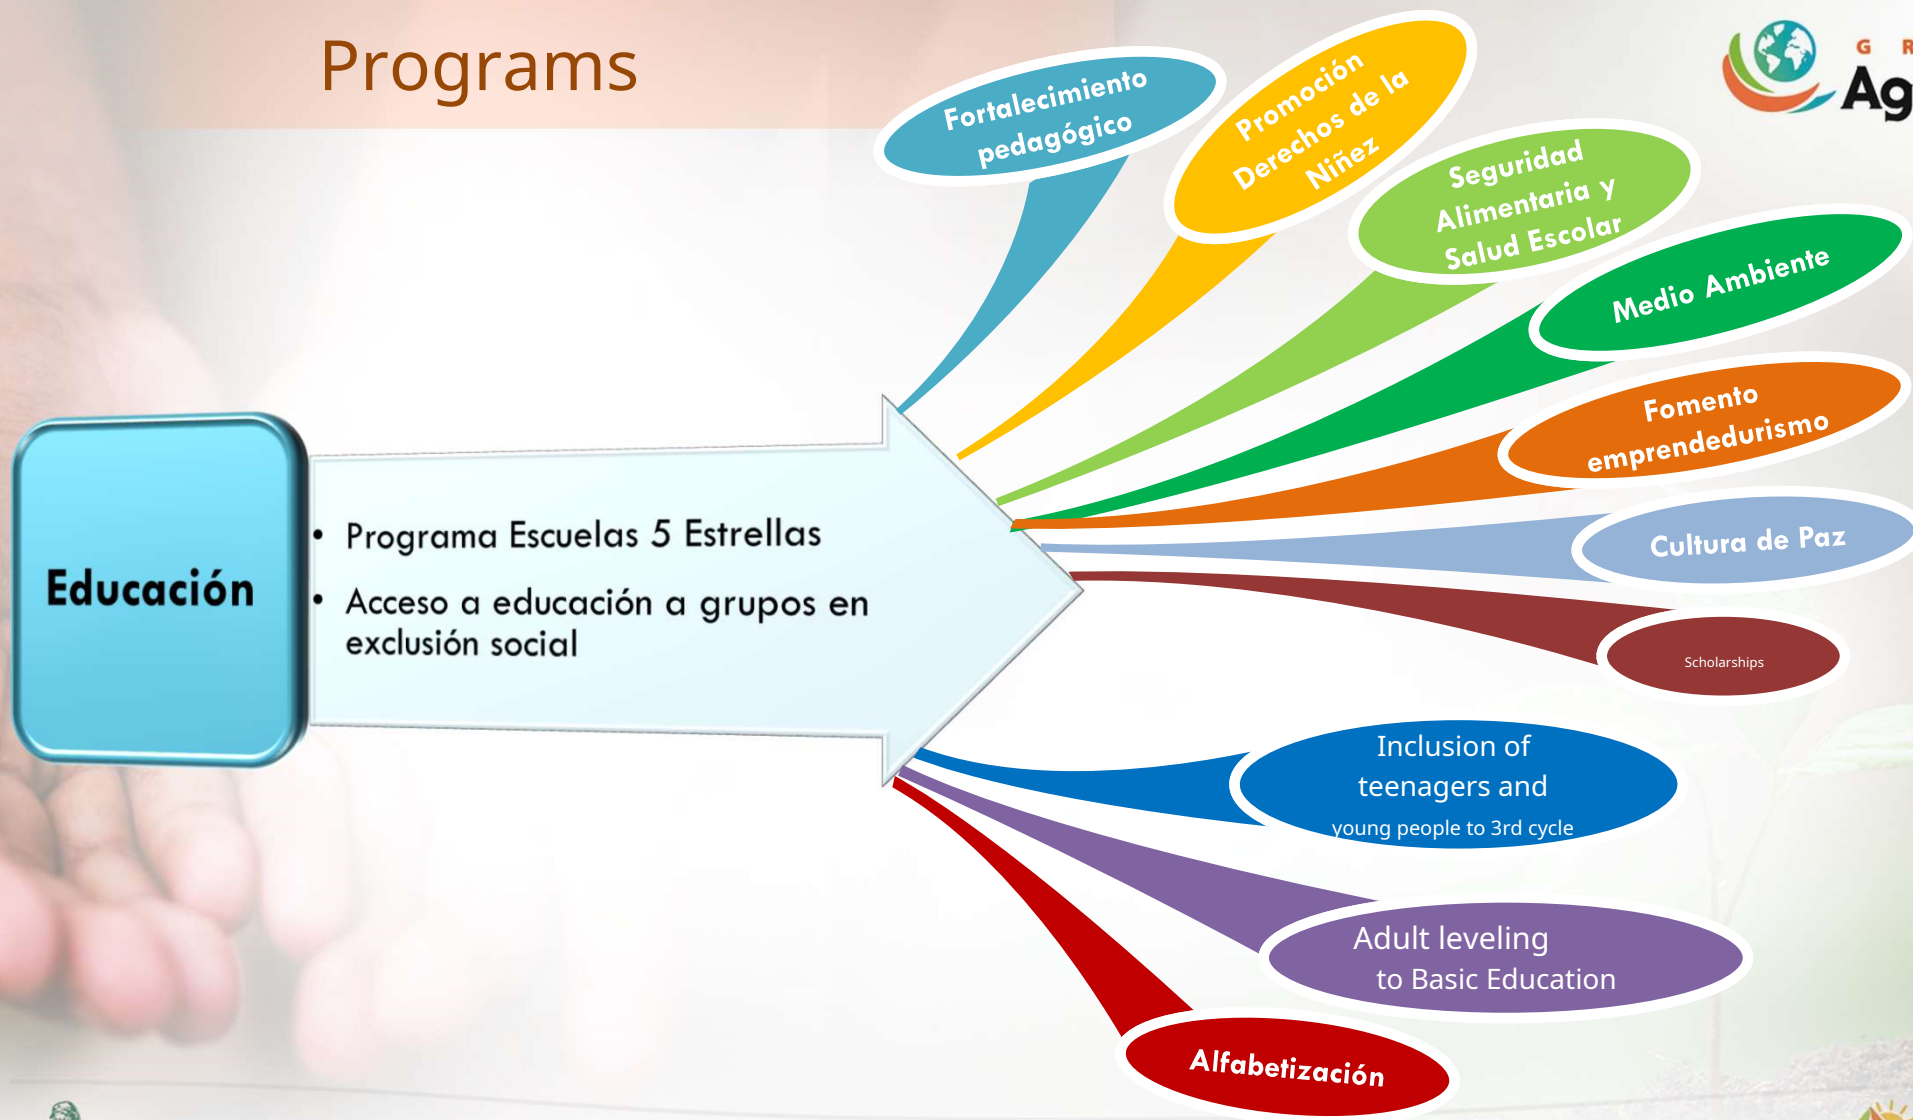 Programs
Fortalecimiento
pedagógico
Promoción
Derechos de la
Niñez
Seguridad
Alimentaria y
Salud Escolar
Medio Ambiente
Fomento
emprendedurismo
Cultura de Paz
Scholarships
Educación
• Programa Escuelas 5 Estrellas
• Acceso a educación a grupos en
exclusión social
Inclusion of
teenagers and
young people to 3rd cycle
Adult leveling
to Basic Education
Alfabetización
G R
Ag